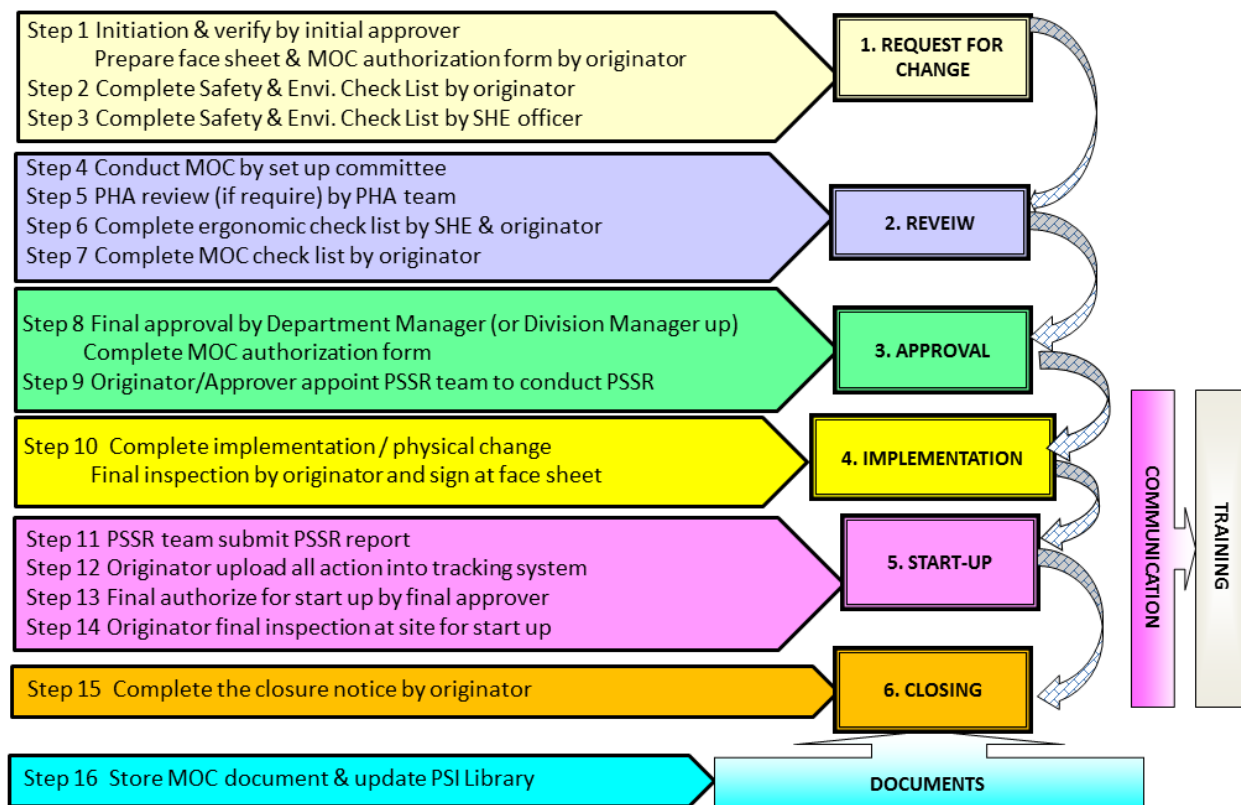 Step 1 Initiation & verify by initial approver
Prepare face sheet & MOC authorization form by originator
Step 2 Complete Safety & Envi. Check List by originator
Step 3 Complete Safety & Envi. Check List by SHE officer
1. REQUEST FOR
CHANGE
Step 4 Conduct MOC by set up committee
Step 5 PHA review (if require) by PHA team
Step 6 Complete ergonomic check list by SHE & originator
Step 7 Complete MOC check list by originator
2. REVEIW
Step 8 Final approval by Department Manager (or Division Manager up)
Complete MOC authorization form
Step 9 Originator/Approver appoint PSSR team to conduct PSSR
3. APPROVAL
Step 10 Complete implementation / physical change
Final inspection by originator and sign at face sheet
4. IMPLEMENTATION
Step 11 PSSR team submit PSSR report
Step 12 Originator upload all action into tracking system
Step 13 Final authorize for start up by final approver
Step 14 Originator final inspection at site for start up
5. START-UP
COMMUNICATION
TRAINING
Step 15 Complete the closure notice by originator
6. CLOSING
Step 16 Store MOC document & update PSI Library
DOCUMENTS